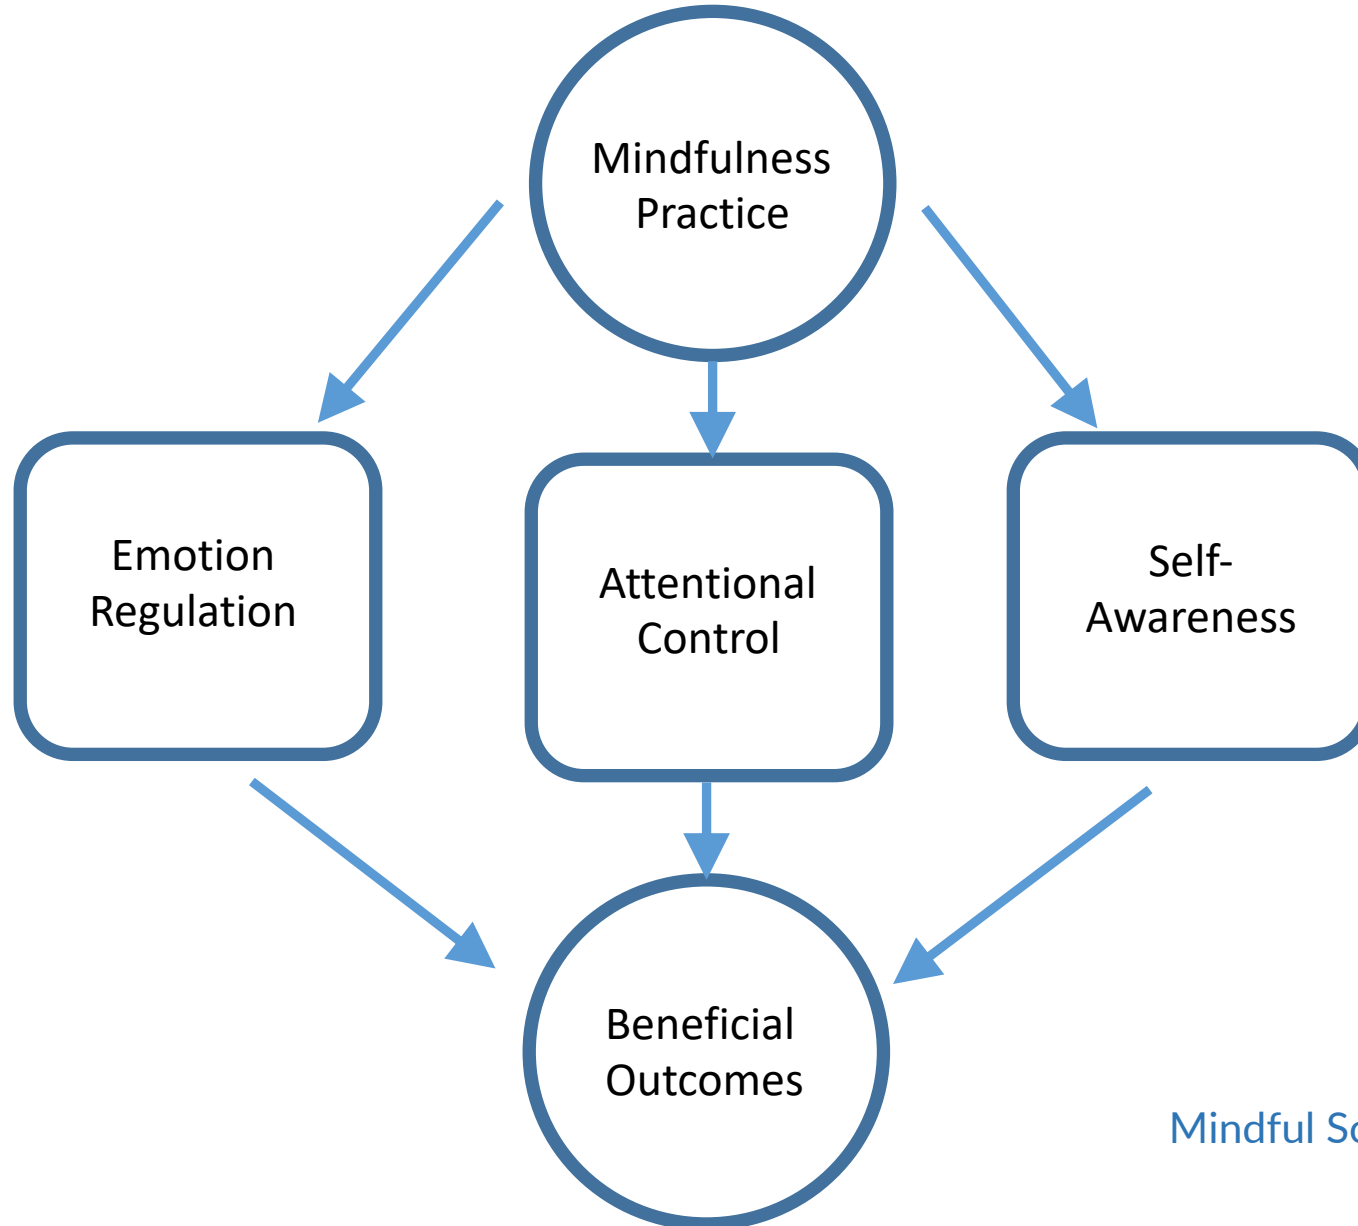 Mindfulness
Practice
Emotion
Regulation
Attentional
Control
Self-
Awareness
Beneficial
Outcomes
Mindful